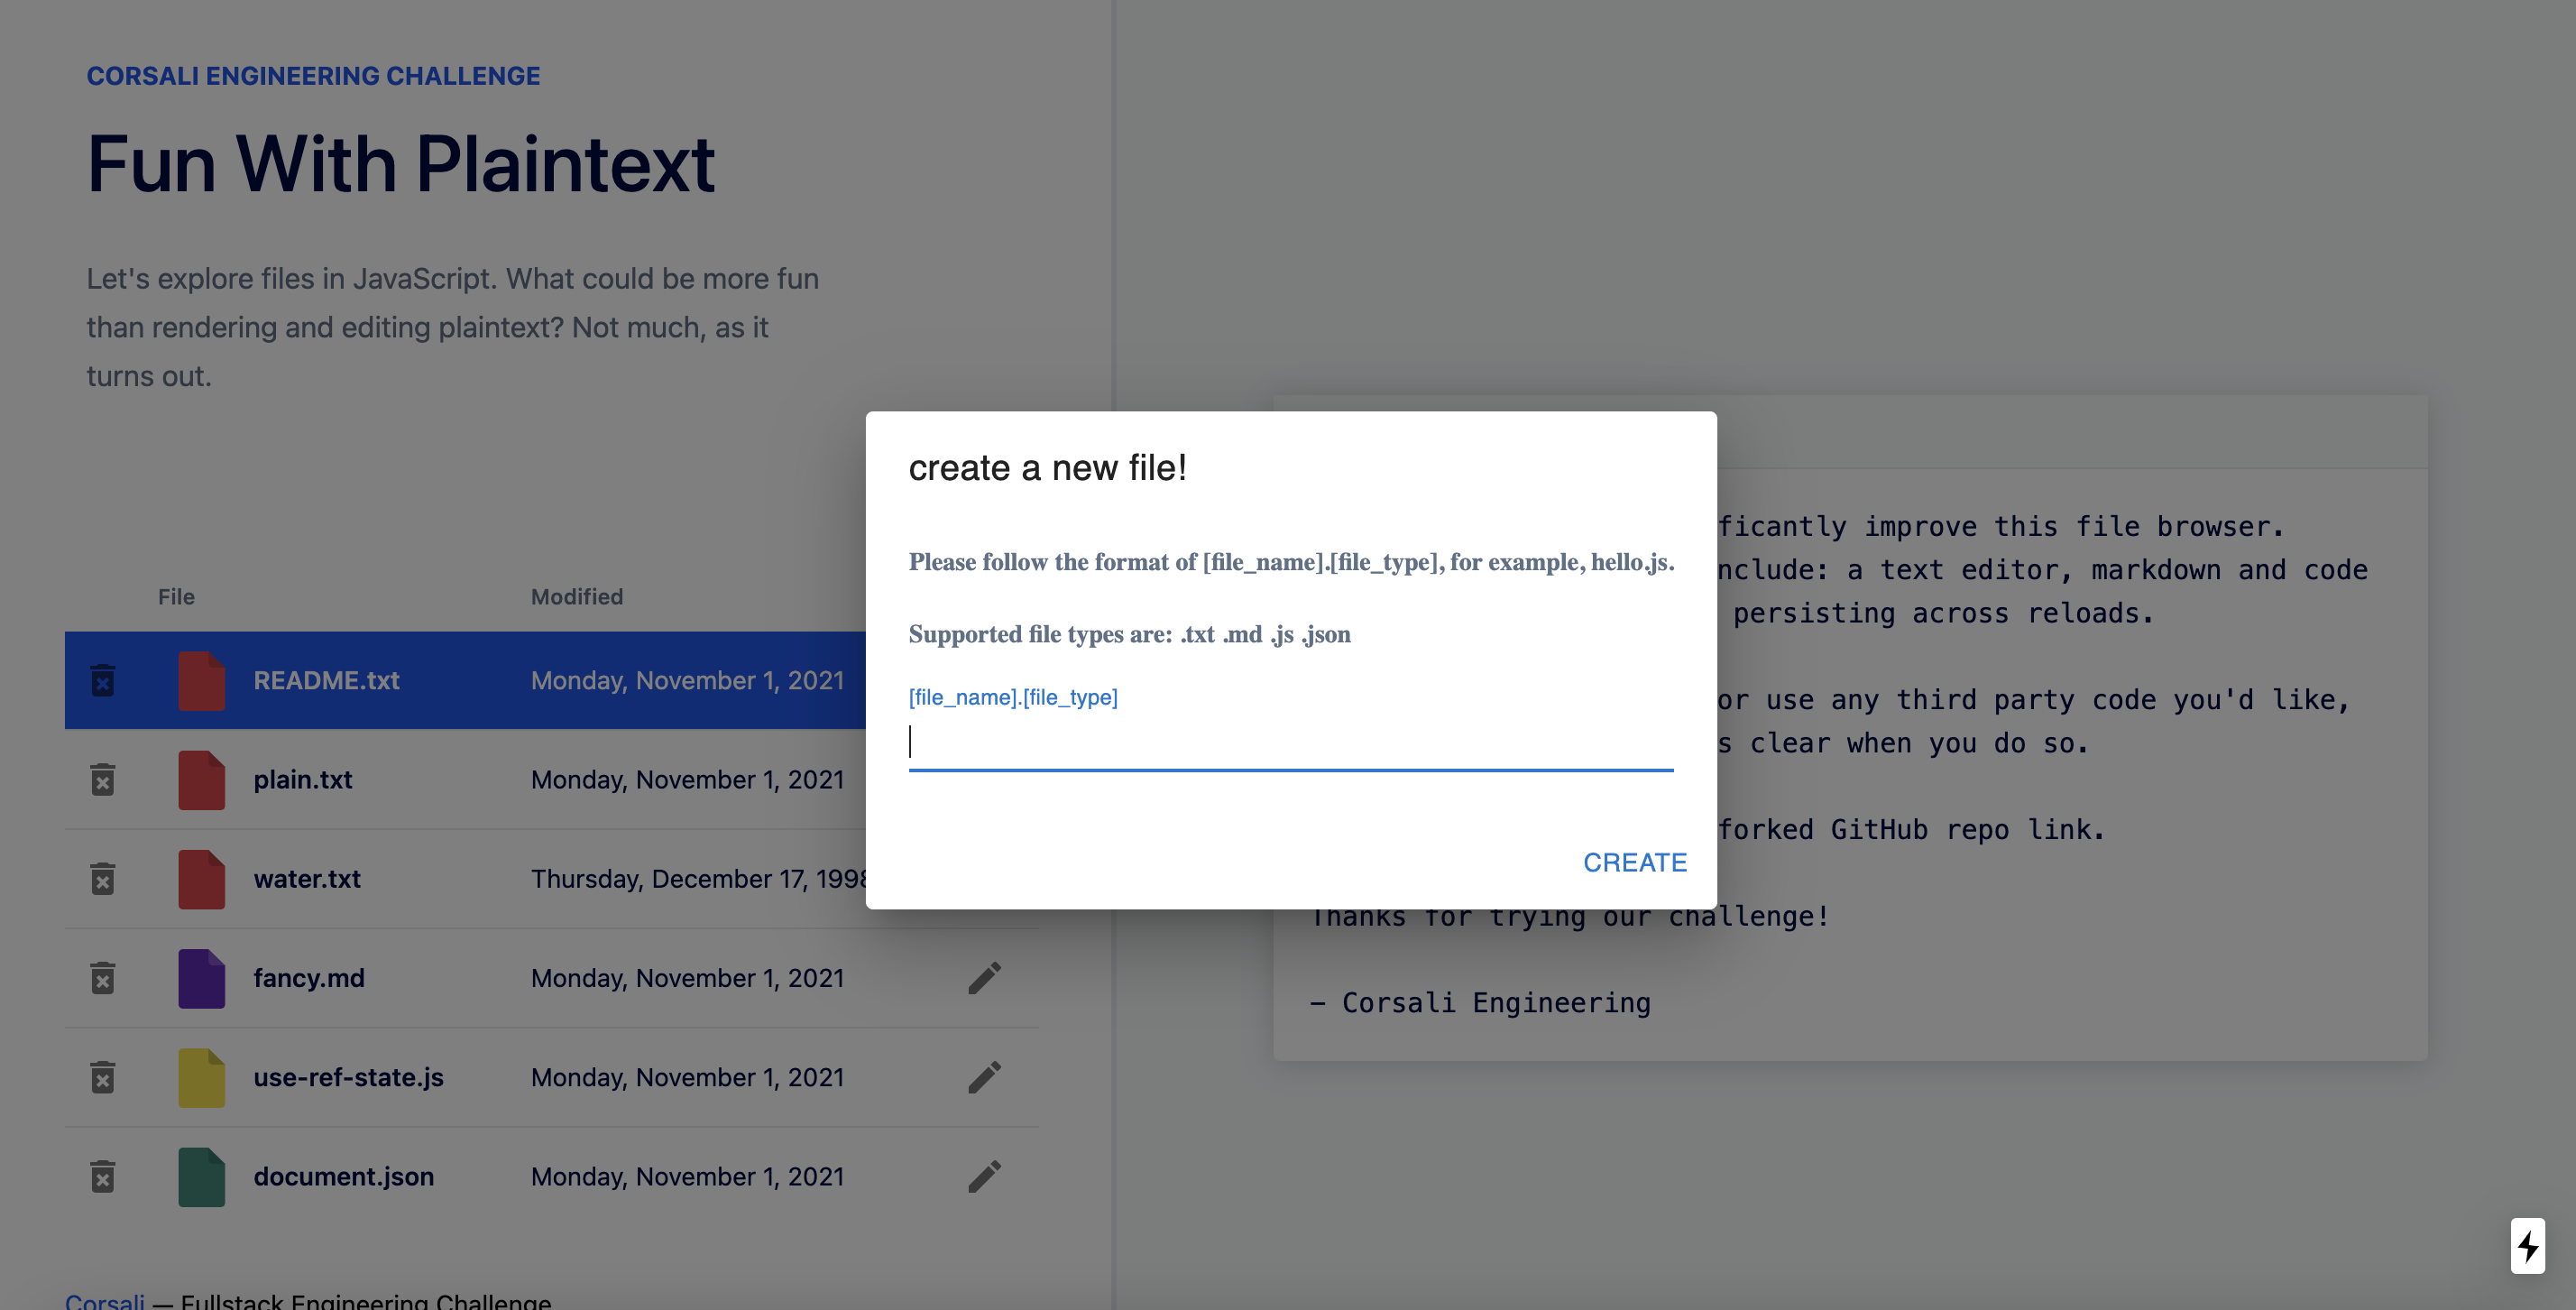 CORSALI ENGINEERING CHALLENGE
Fun With Plaintext
Let's explore files in JavaScript. What could be more fun
than rendering and editing plaintext? Not much, as it
turns out.
File Modified
README.txt Monday, November 1, 2021
plain.txt Monday, November 1, 2021
water.txt Thursday, December 17, 1998
fancy.md Monday, November 1, 2021
use-ref-state.js Monday, November 1, 2021
document.json Monday, November 1, 2021
Corsali — Fullstack Engineering Challenge
create a new file!
Please follow the format of [file_name].[file_type], for example, hello.js.
Supported file types are: .txt .md .js .json
[file_name].[file_type]
CREATE
improve this file browser.
a text editor, markdown and code
persisting across reloads.
or use any third party code you'd like,
clear when you do so.
forked GitHub repo link.
Thanks for trying our challenge!
– Corsali Engineering